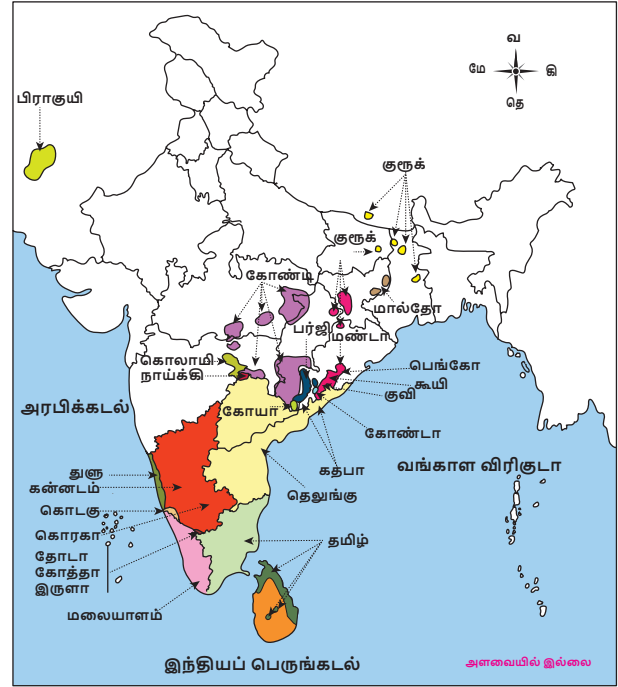 வ
மே
கி
தெ
பிராகுயி
குரூக்
குரூக்
கோண்டி
மால்தோ
பர்ஜி
மண்டா
கொலாமி
நாய்க்கி
பெங்கோ
கூயி
குவி
கோயா
அரபிக்கடல்
கோண்டா
கத்பா
வங்காள விரிகுடா
துளு
கன்னடம்
தெலுங்கு
கொடகு
கொரகா
தோடா
கோத்தா
இருளா
தமிழ்
மலையாளம்
இந்தியப் பெருங்கடல்
அளவையில் இல்லை